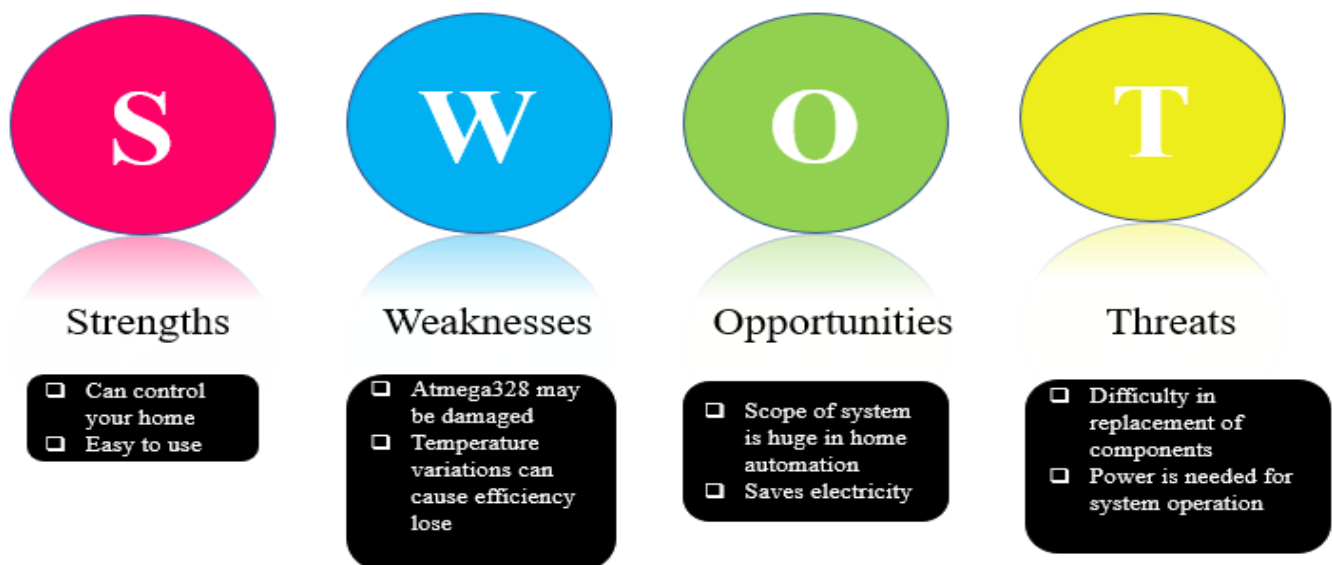 S
W
O
T
Strengths
Weaknesses
Opportunities
Threats
❑ Can control
your home
❑ Easy to use
❑ Atmega328 may
be damaged
❑ Temperature
variations can
cause efficiency
lose
❑ Scope of system
is huge in home
automation
❑ Saves electricity
❑ Difficulty in
replacement of
components
❑ Power is needed for
system operation